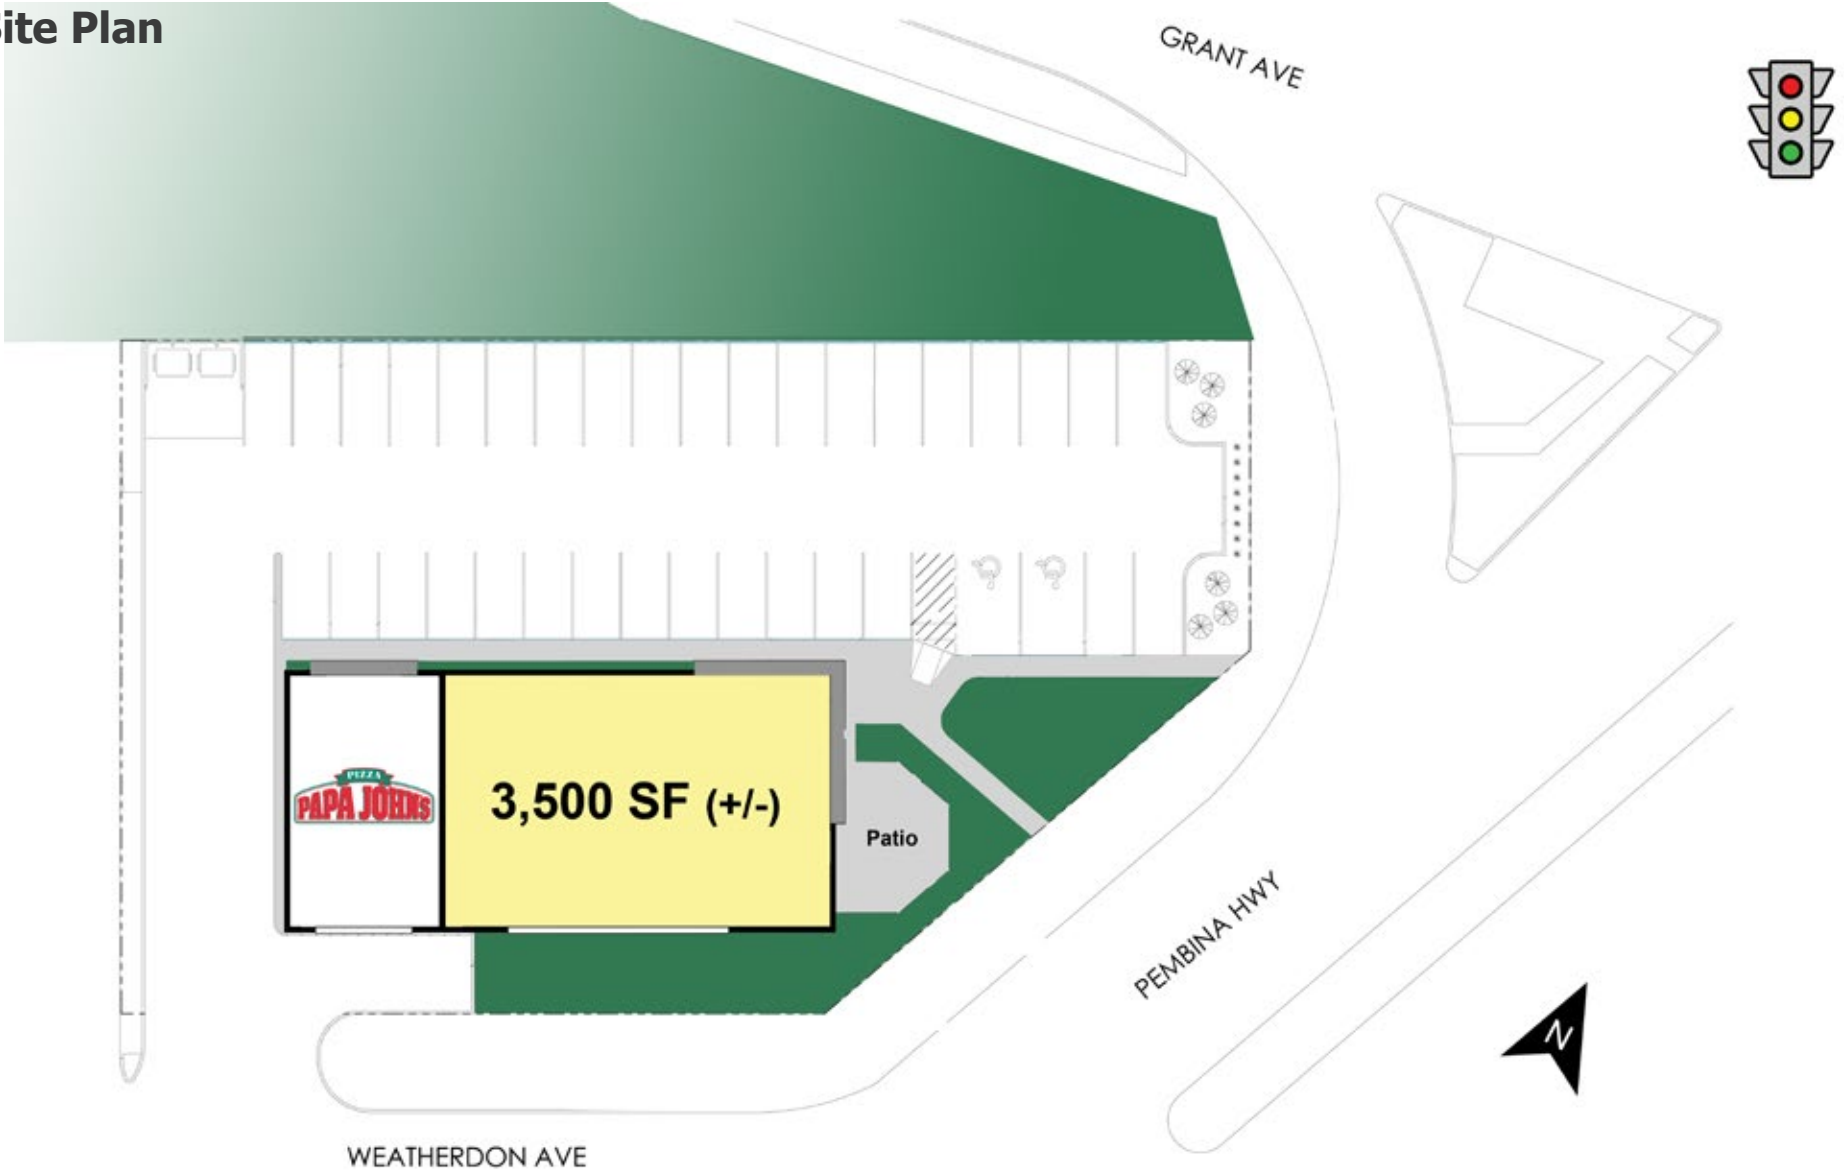 ite Plan
GRANT AVE
PIZZA
PAPA JOHNS
3,500 SF (+/-)
Patio
PEMBINA HWY
N
WEATHERDON AVE